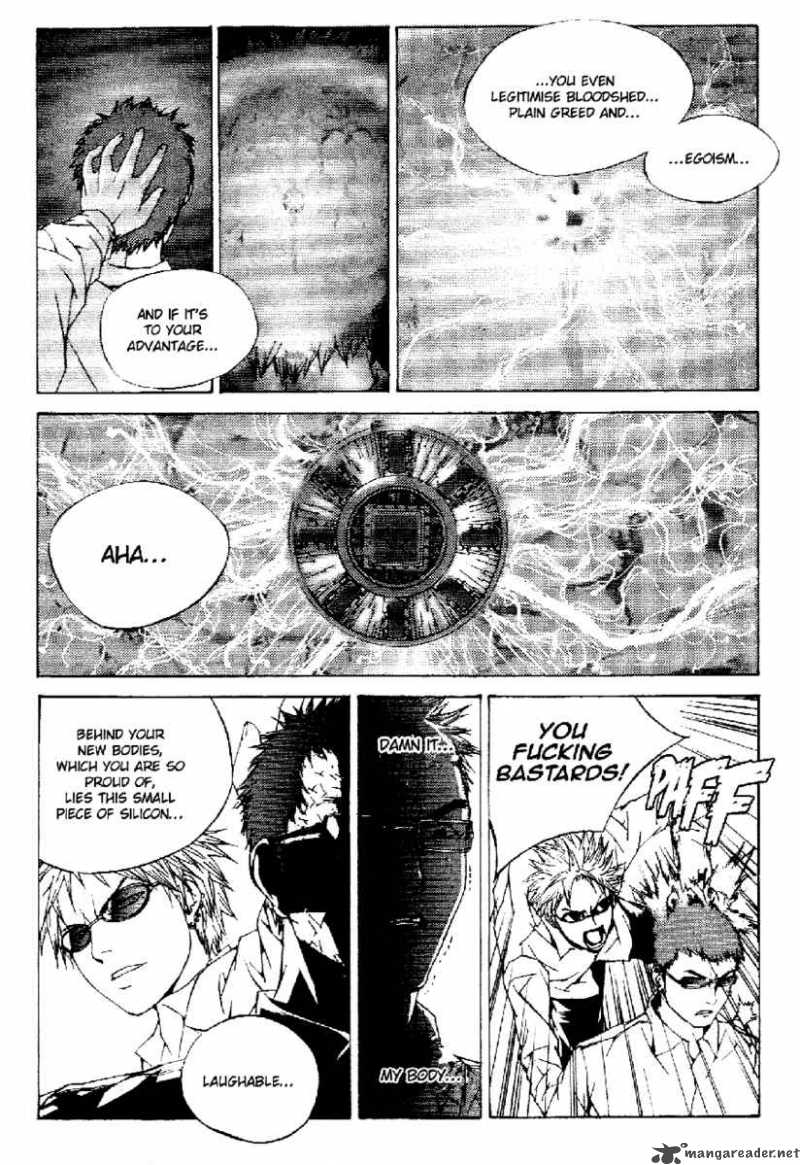 ...YOU EVEN
LEGITIMISE BLOODSHED...
PLAIN GREED AND...
...EGOISM...
AND IF IT'S
TO YOUR
ADVANTAGE...
AHA...
BEHIND YOUR
NEW BODIES,
WHICH YOU ARE SO
PROUD OF,
LIES THIS SMALL
PIECE OF SILICON...
LAUGHABLE...
DAMN IT...
MY BODY...
YOU
FUCKING
BASTARDS!
PAFF
mangareader.net